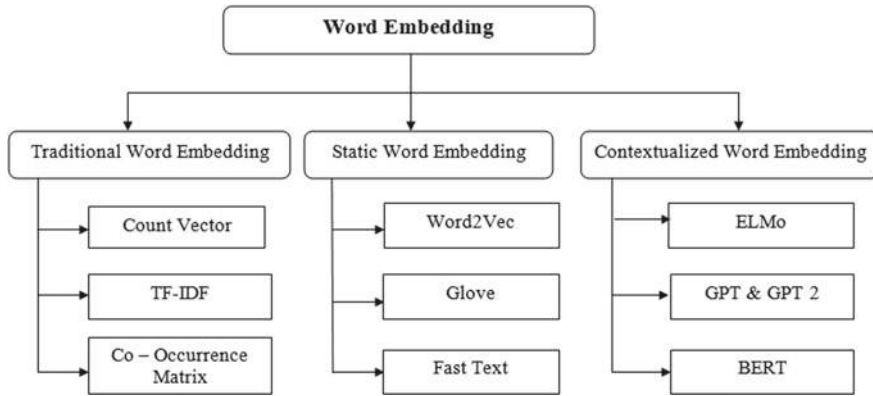 Word Embedding
Traditional Word Embedding
Static Word Embedding
Contextualized Word Embedding
Count Vector
Word2Vec
ELMo
TF-IDF
Glove
GPT & GPT 2
Co – Occurrence
Matrix
Fast Text
BERT